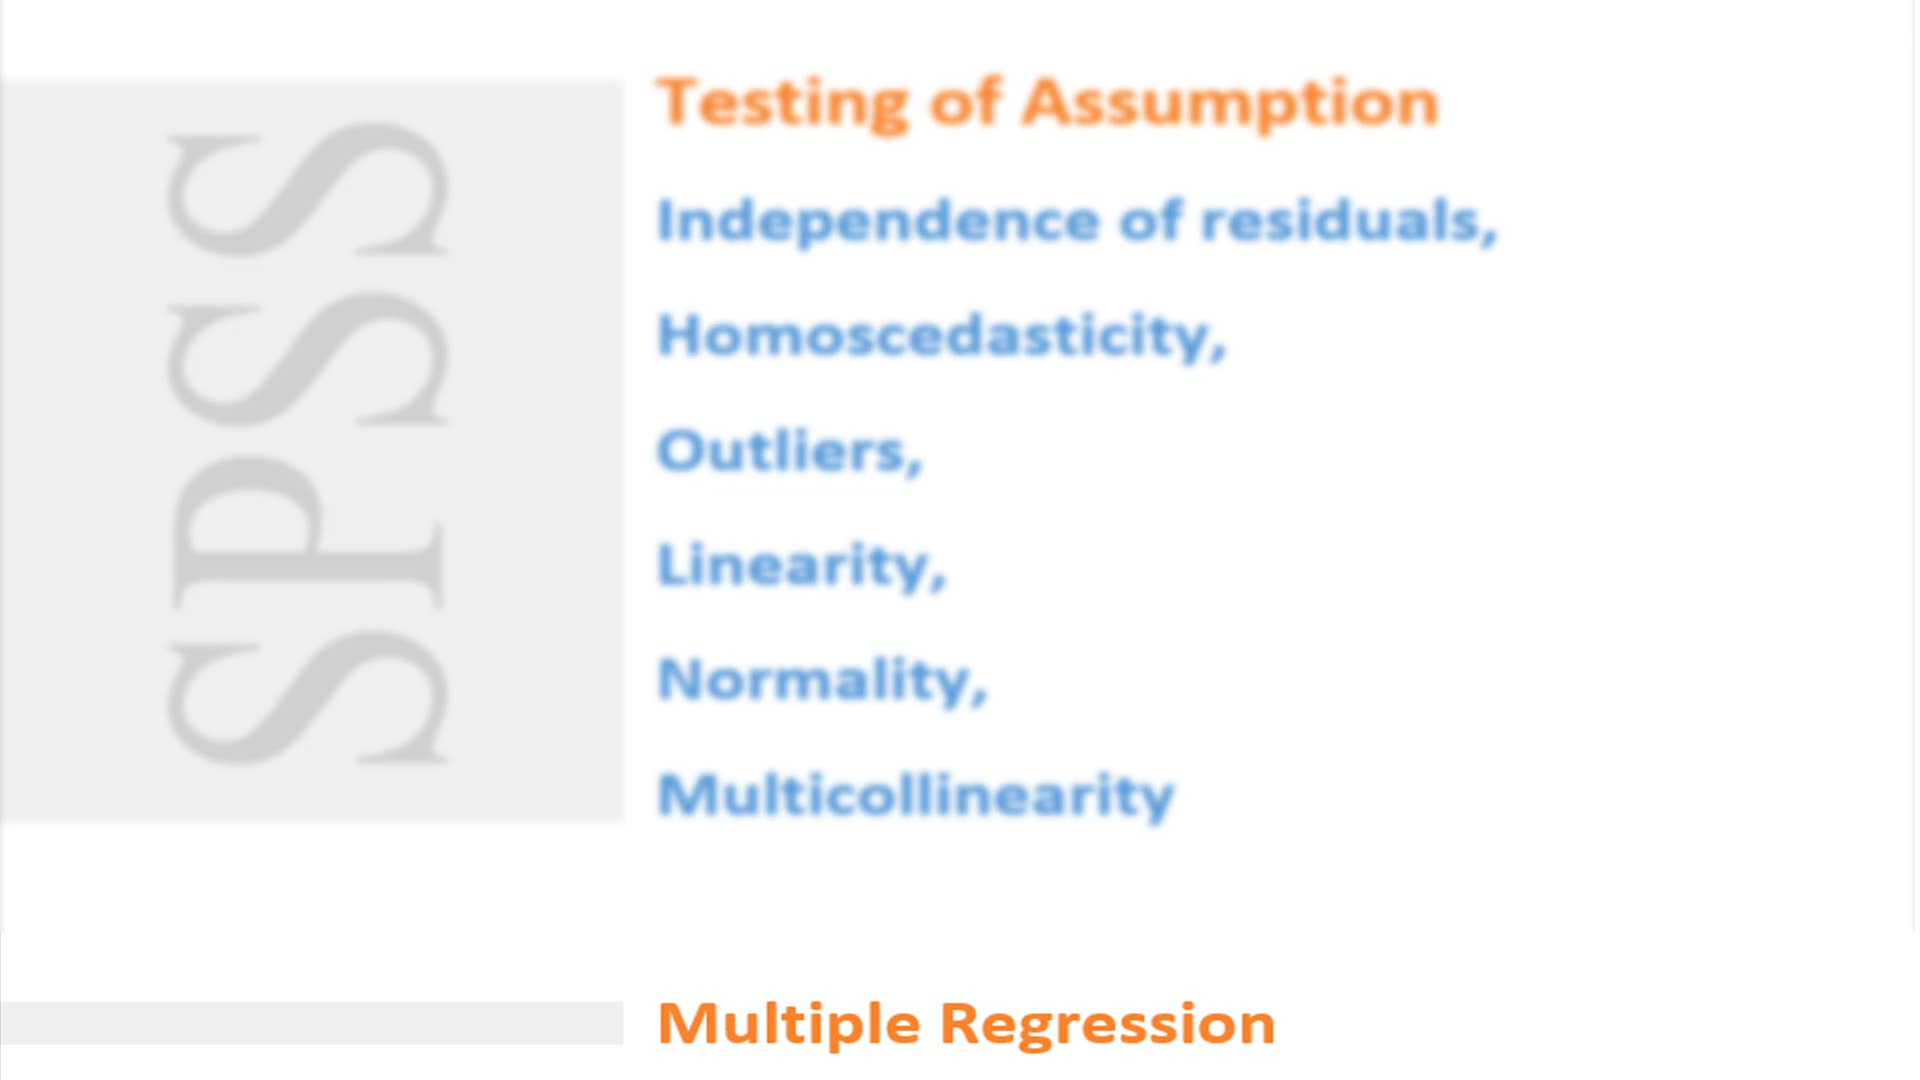 SPSS
Testing of Assumption
Independence of residuals,
Homoscedasticity,
Outliers,
Linearity,
Normality,
Multicollinearity
Multiple Regression